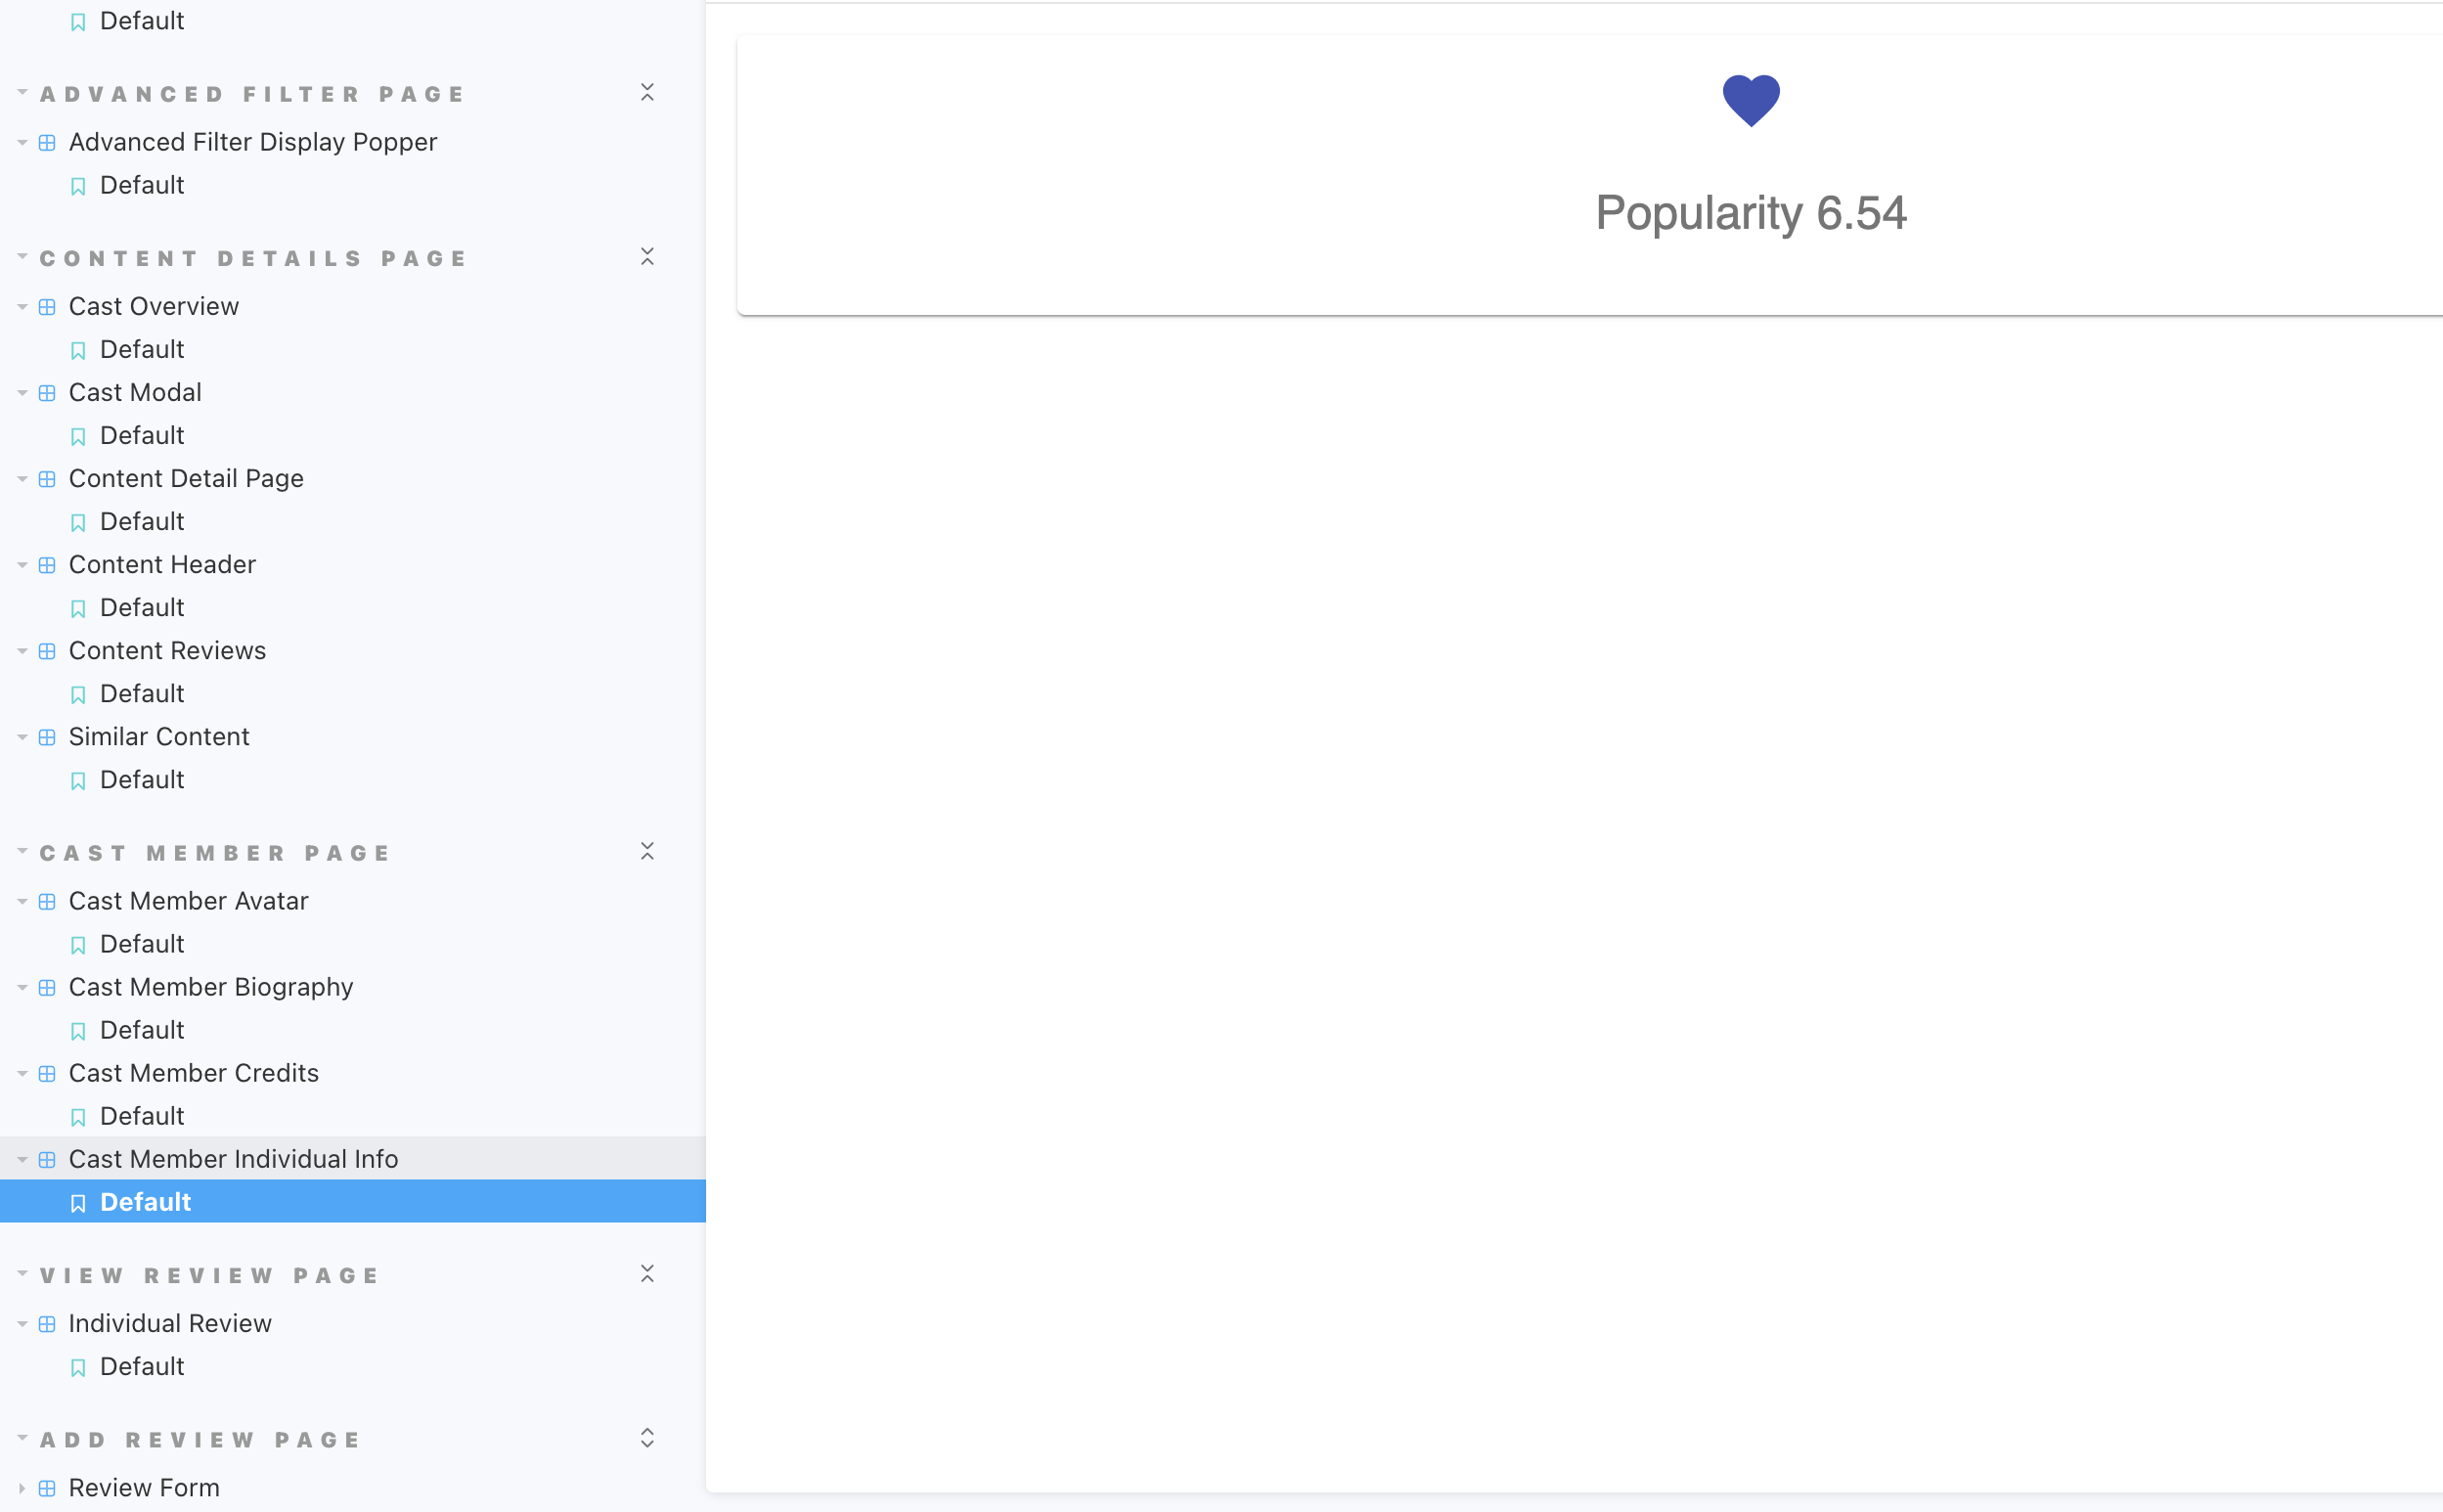 Default
ADVANCED FILTER PAGE
Advanced Filter Display Popper
Default
CONTENT DETAILS PAGE
Cast Overview
Default
Cast Modal
Default
Content Detail Page
Default
Content Header
Default
Content Reviews
Default
Similar Content
Default
CAST MEMBER PAGE
Cast Member Avatar
Default
Cast Member Biography
Default
Cast Member Credits
Default
Cast Member Individual Info
Default
VIEW REVIEW PAGE
Individual Review
Default
ADD REVIEW PAGE
Review Form
Popularity 6.54